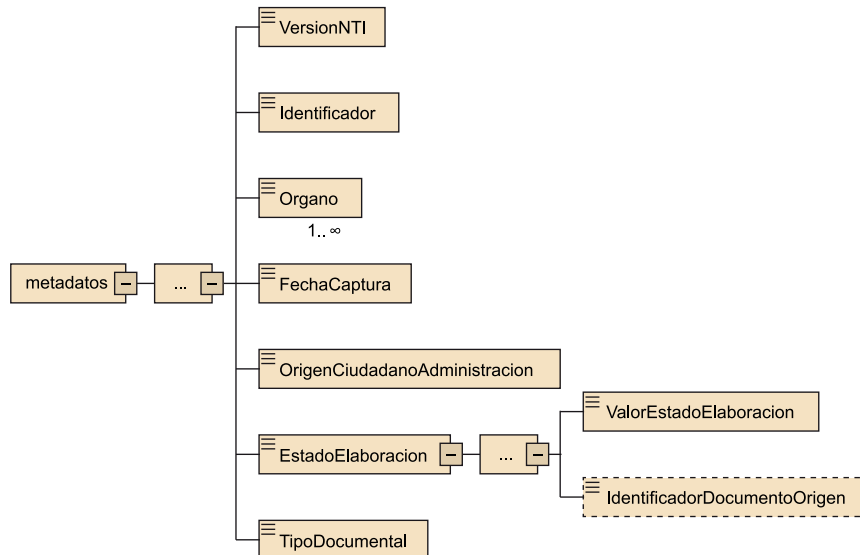 VersionNTI
Identificador
Organo
1.. ∞
metadatos
...
FechaCaptura
OrigenCiudadanoAdministracion
ValorEstadoElaboracion
EstadoElaboracion
...
IdentificadorDocumentoOrigen
TipoDocumental